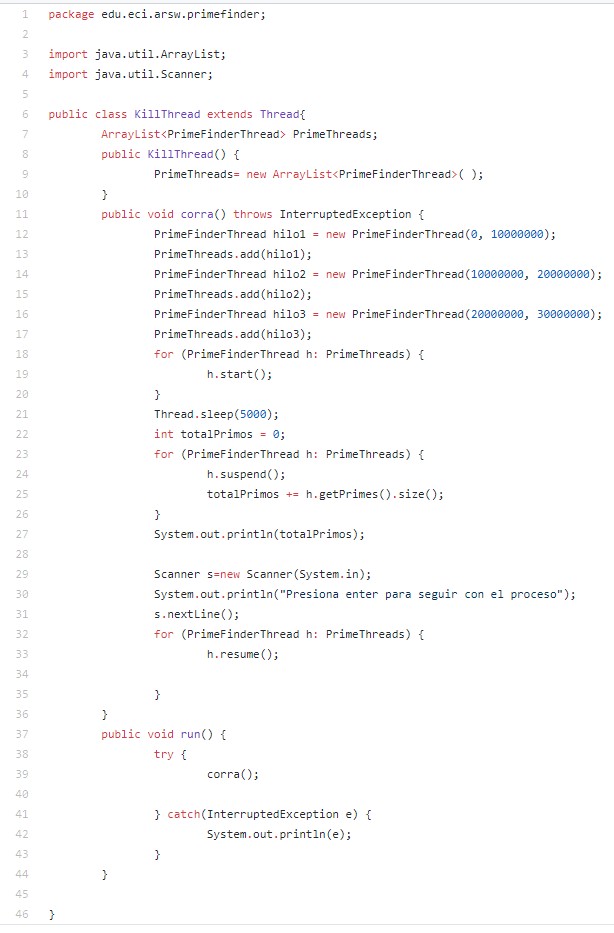 1 package edu.eci.arsw.primefinder;
2
3 import java.util.ArrayList;
4 import java.util.Scanner;
5
6 public class KillThread extends Thread{
7         ArrayList<PrimeFinderThread> PrimeThreads;
8         public KillThread() {
9                 PrimeThreads= new ArrayList<PrimeFinderThread>( );
10         }
11         public void corra() throws InterruptedException {
12                 PrimeFinderThread hilo1 = new PrimeFinderThread(0, 10000000);
13                 PrimeThreads.add(hilo1);
14                 PrimeFinderThread hilo2 = new PrimeFinderThread(10000000, 20000000);
15                 PrimeThreads.add(hilo2);
16                 PrimeFinderThread hilo3 = new PrimeFinderThread(20000000, 30000000);
17                 PrimeThreads.add(hilo3);
18                 for (PrimeFinderThread h: PrimeThreads) {
19                         h.start();
20                 }
21                 Thread.sleep(5000);
22                 int totalPrimos = 0;
23                 for (PrimeFinderThread h: PrimeThreads) {
24                         h.suspend();
25                         totalPrimos += h.getPrimes().size();
26                 }
27                 System.out.println(totalPrimos);
28
29                 Scanner s=new Scanner(System.in);
30                 System.out.println("Presiona enter para seguir con el proceso");
31                 s.nextLine();
32                 for (PrimeFinderThread h: PrimeThreads) {
33                         h.resume();
34
35                 }
36         }
37         public void run() {
38                 try {
39                         corra();
40
41                 } catch(InterruptedException e) {
42                         System.out.println(e);
43                 }
44         }
45
46 }